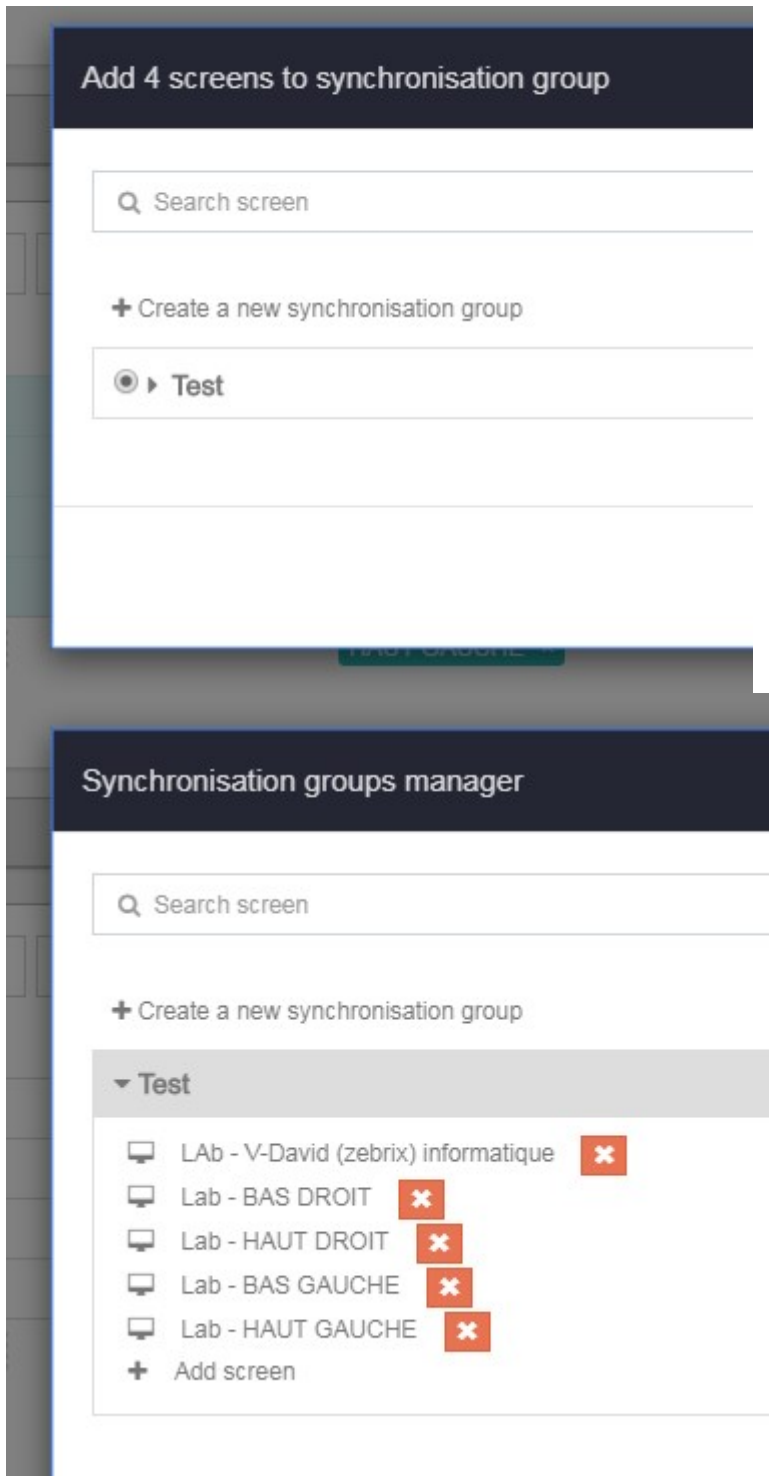 Add 4 screens to synchronisation group
Search screen
Create a new synchronisation group
Test
HAUT GAUCHE
Synchronisation groups manager
Search screen
Create a new synchronisation group
Test
LAb - V-David (zebrix) informatique
Lab - BAS DROIT
Lab - HAUT DROIT
Lab - BAS GAUCHE
Lab - HAUT GAUCHE
Add screen